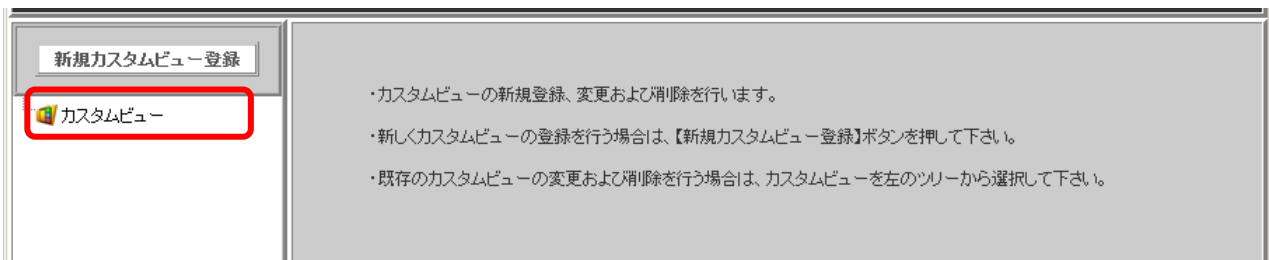 新規カスタムビュー登録
カスタムビュー
・カスタムビューの新規登録、変更および削除を行います。
・新しくカスタムビューの登録を行う場合は、【新規カスタムビュー登録】ボタンを押して下さい。
・既存のカスタムビューの変更および削除を行う場合は、カスタムビューを左のツリーから選択して下さい。